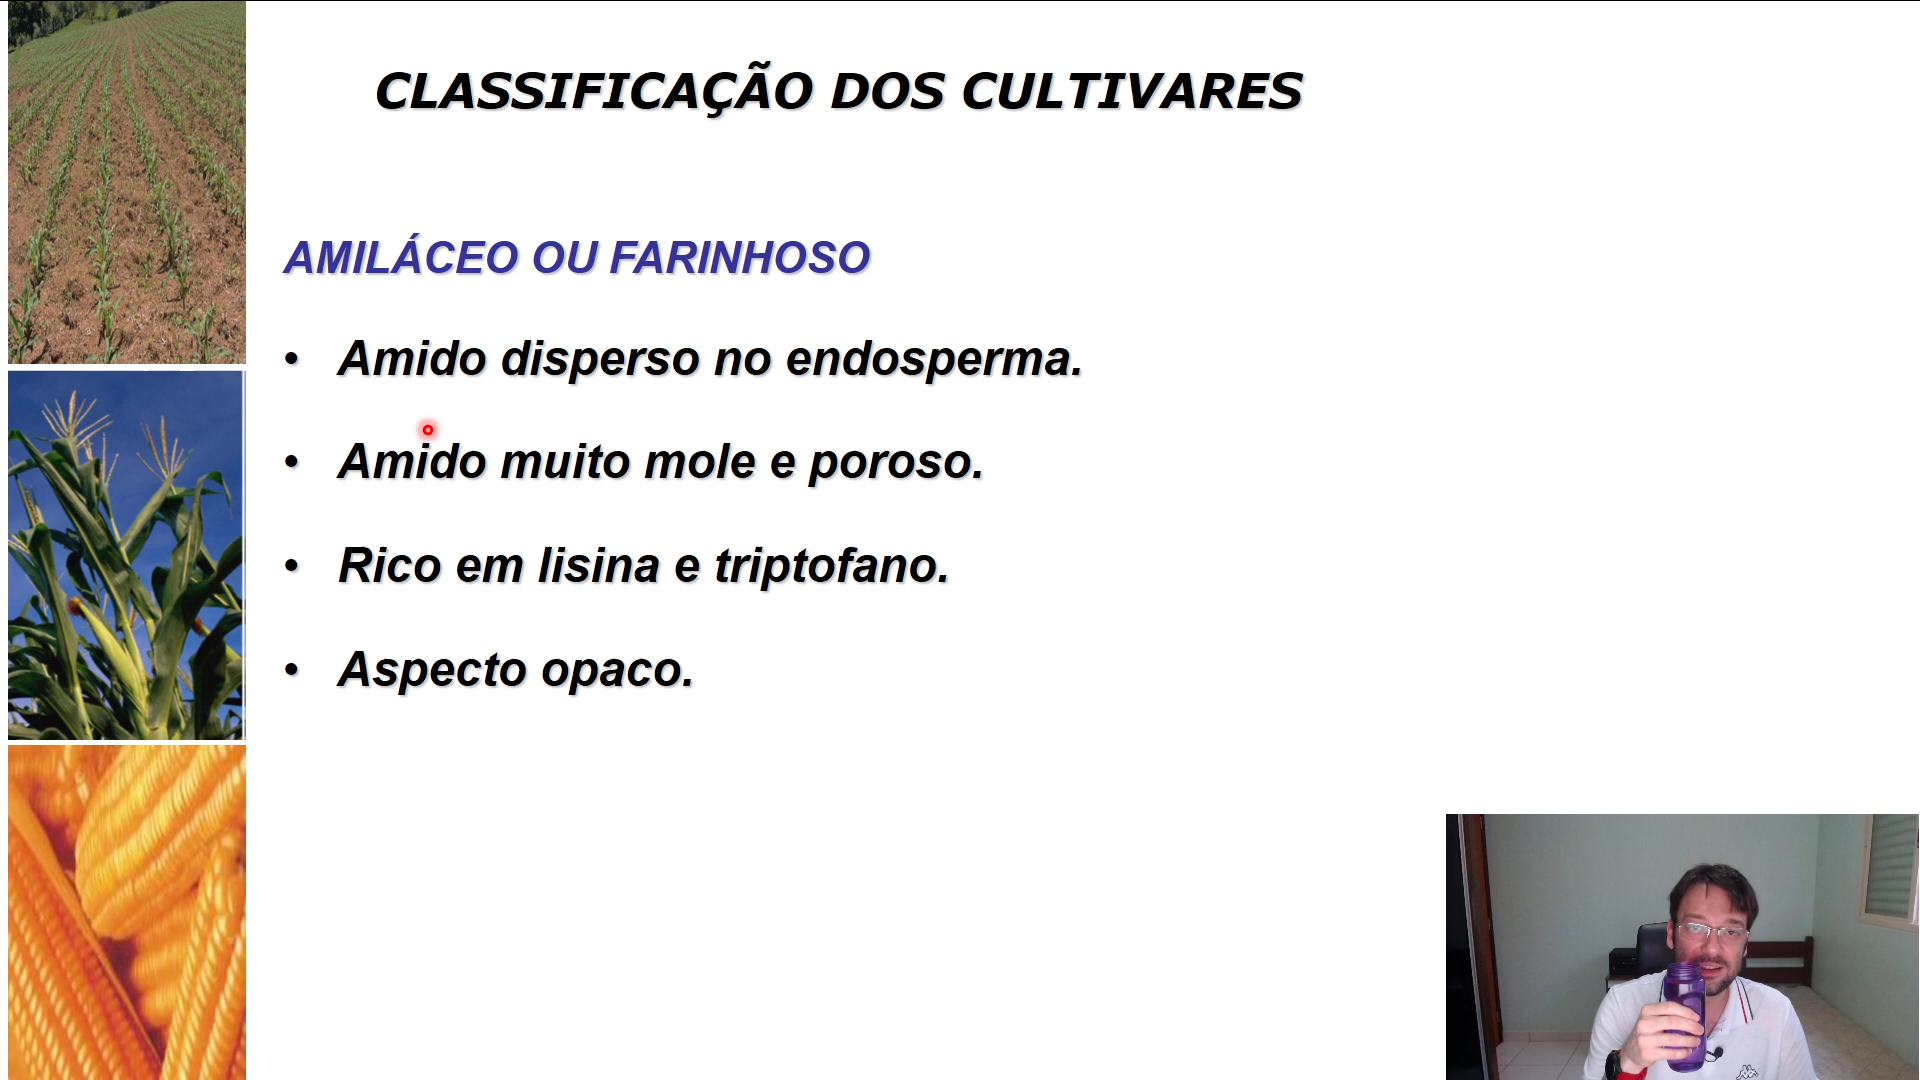 CLASSIFICAÇÃO DOS CULTIVARES
AMILÁCEO OU FARINHOSO
• Amido disperso no endosperma.
• Amido muito mole e poroso.
• Rico em lisina e triptofano.
• Aspecto opaco.